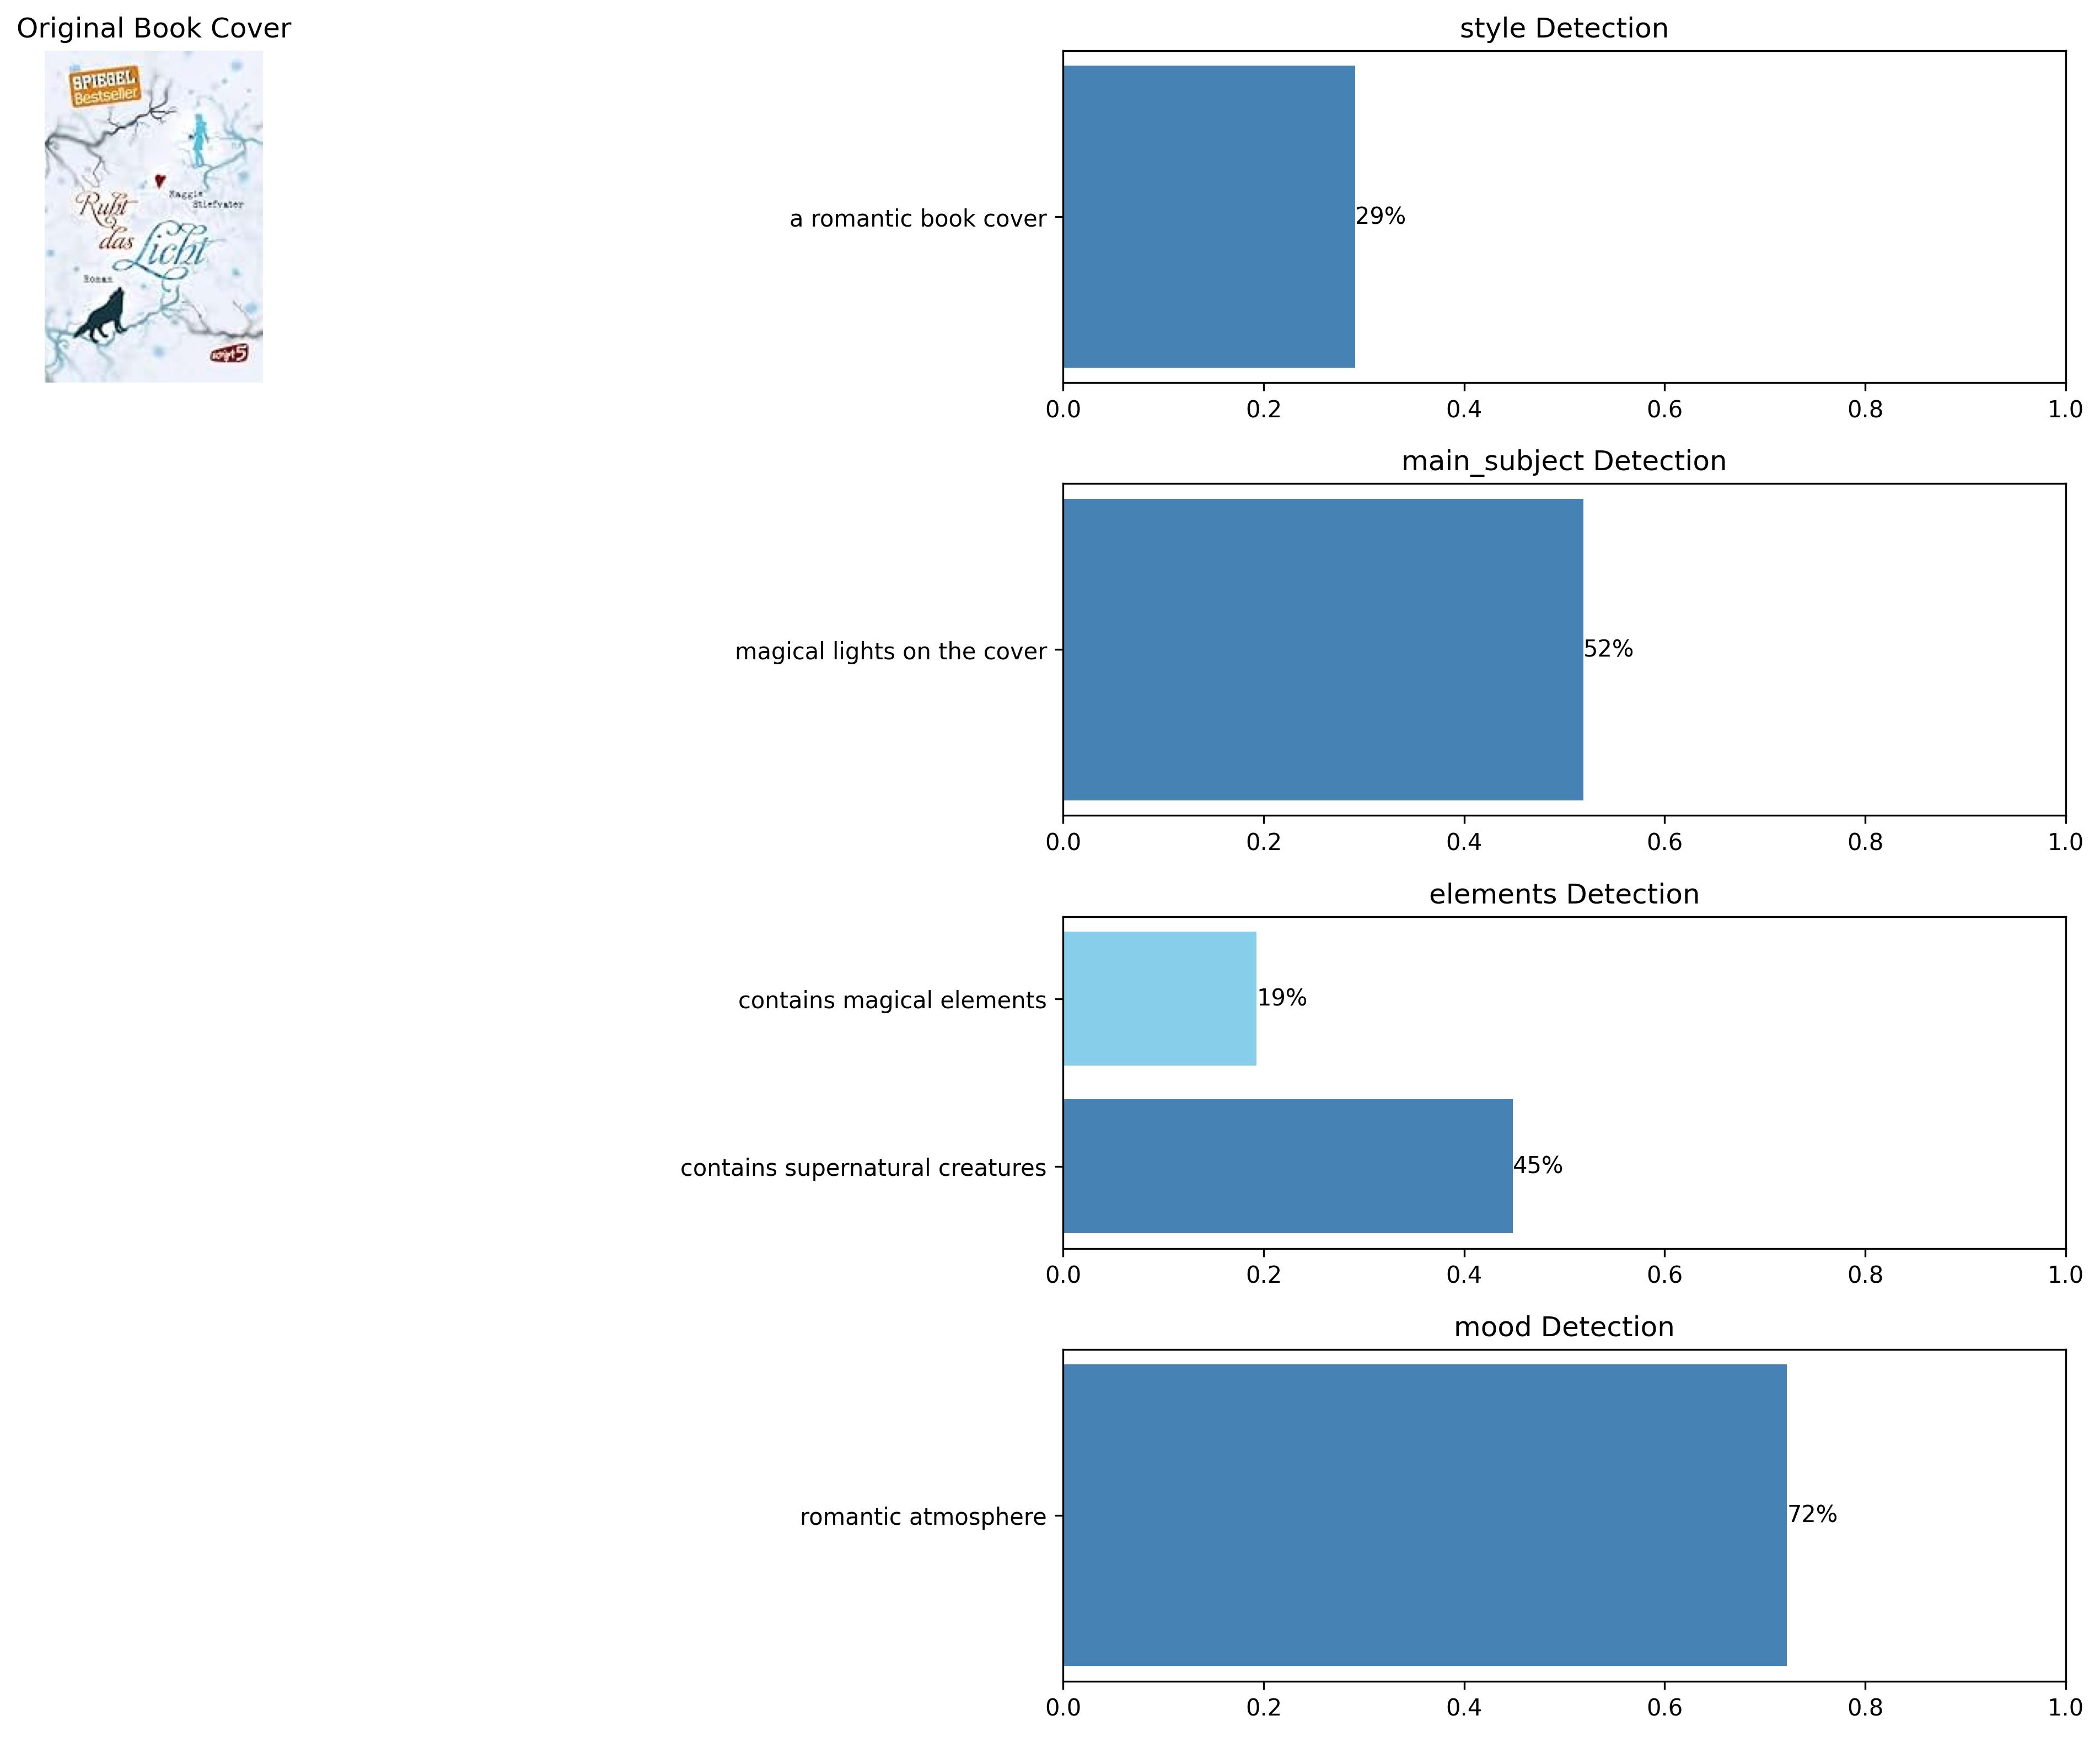 Original Book Cover
SPIEGEL
Bestseller
Maggie
Stiefvater
Ruht
das
Licht
Roman
script5
style Detection
a romantic book cover
29%
0.0 0.2 0.4 0.6 0.8 1.0
main_subject Detection
magical lights on the cover
52%
0.0 0.2 0.4 0.6 0.8 1.0
elements Detection
contains magical elements
19%
contains supernatural creatures
45%
0.0 0.2 0.4 0.6 0.8 1.0
mood Detection
romantic atmosphere
72%
0.0 0.2 0.4 0.6 0.8 1.0